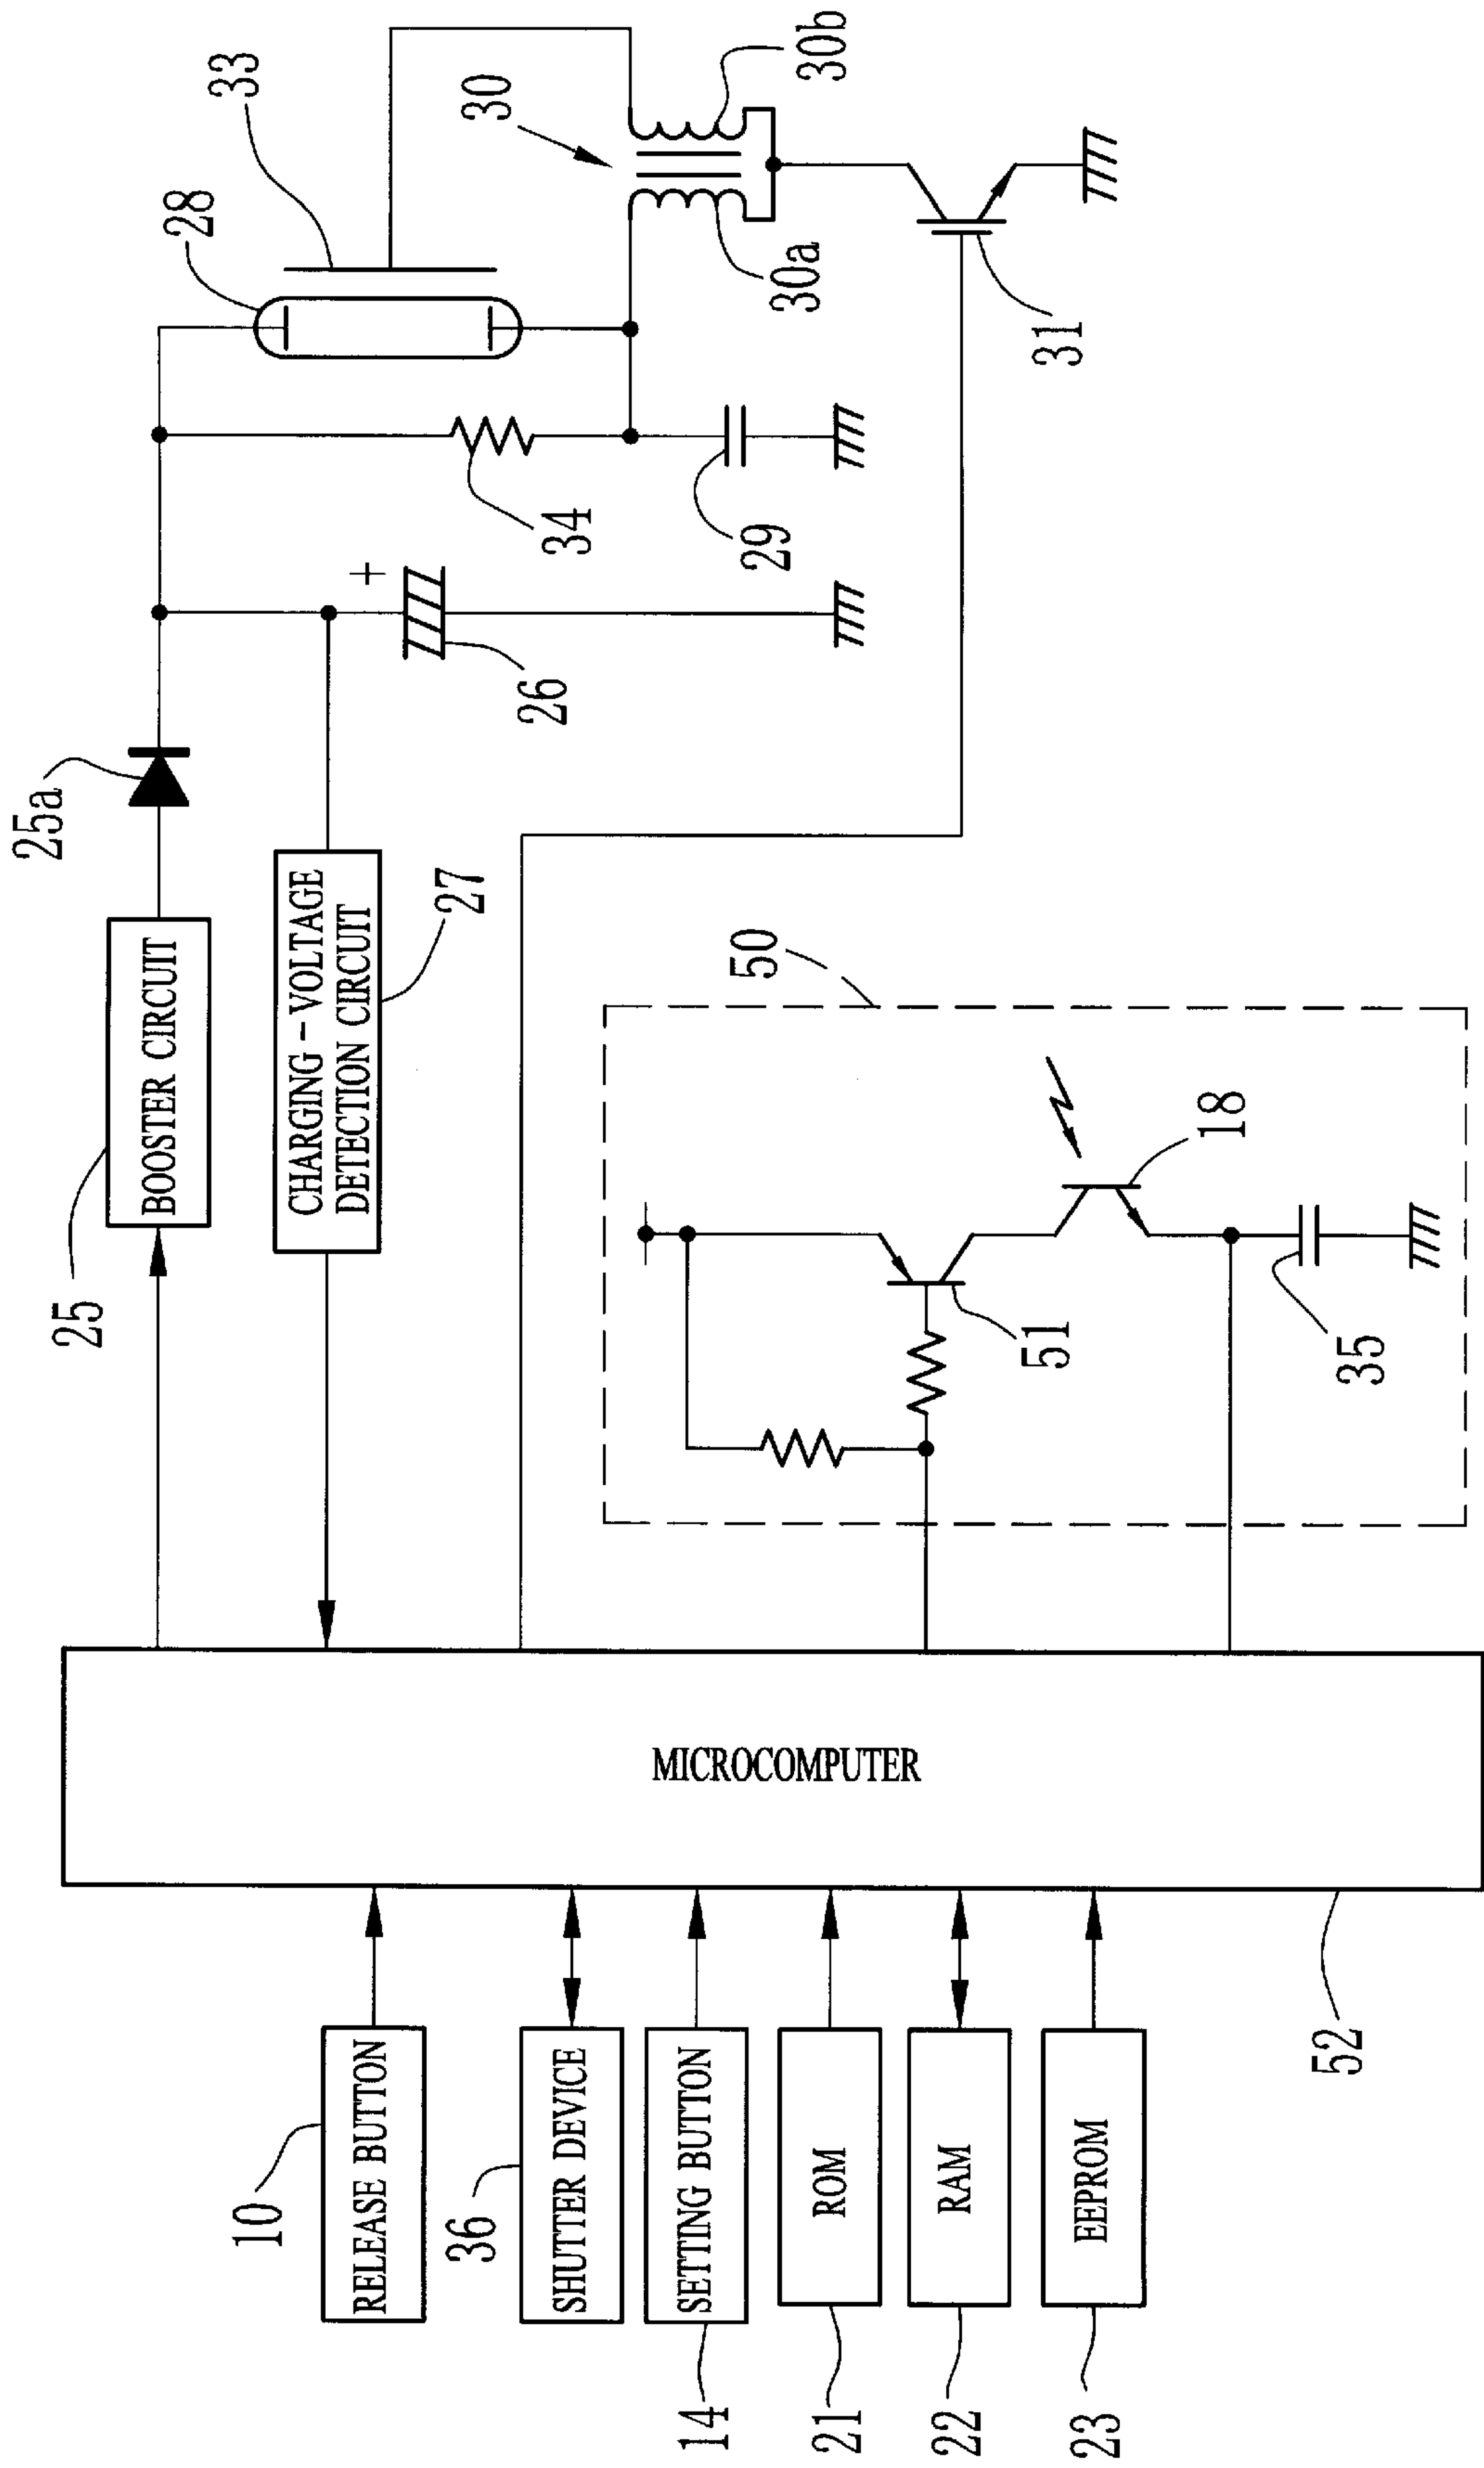 10
RELEASE BUTTON
36
SHUTTER DEVICE
SETTING BUTTON
14
ROM
21
RAM
22
EEPROM
23
MICROCOMPUTER
52
25
BOOSTER CIRCUIT
25a
CHARGING-VOLTAGE
DETECTION CIRCUIT
27
+
26
34
29
28
33
30
30a
30b
31
50
51
18
35